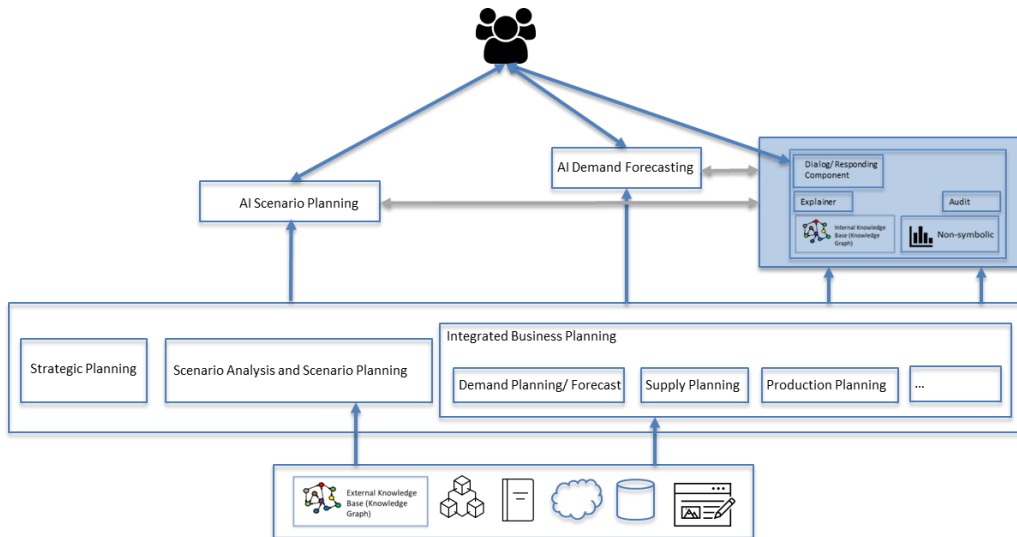 AI Demand Forecasting
Dialog/Responding
Component
AI Scenario Planning
Explainer
Audit
Internal Knowledge
Base (Knowledge
Graph)
Non-symbolic
Integrated Business Planning
Strategic Planning
Scenario Analysis and Scenario Planning
Demand Planning/ Forecast
Supply Planning
Production Planning
...
External Knowledge
Base (Knowledge
Graph)